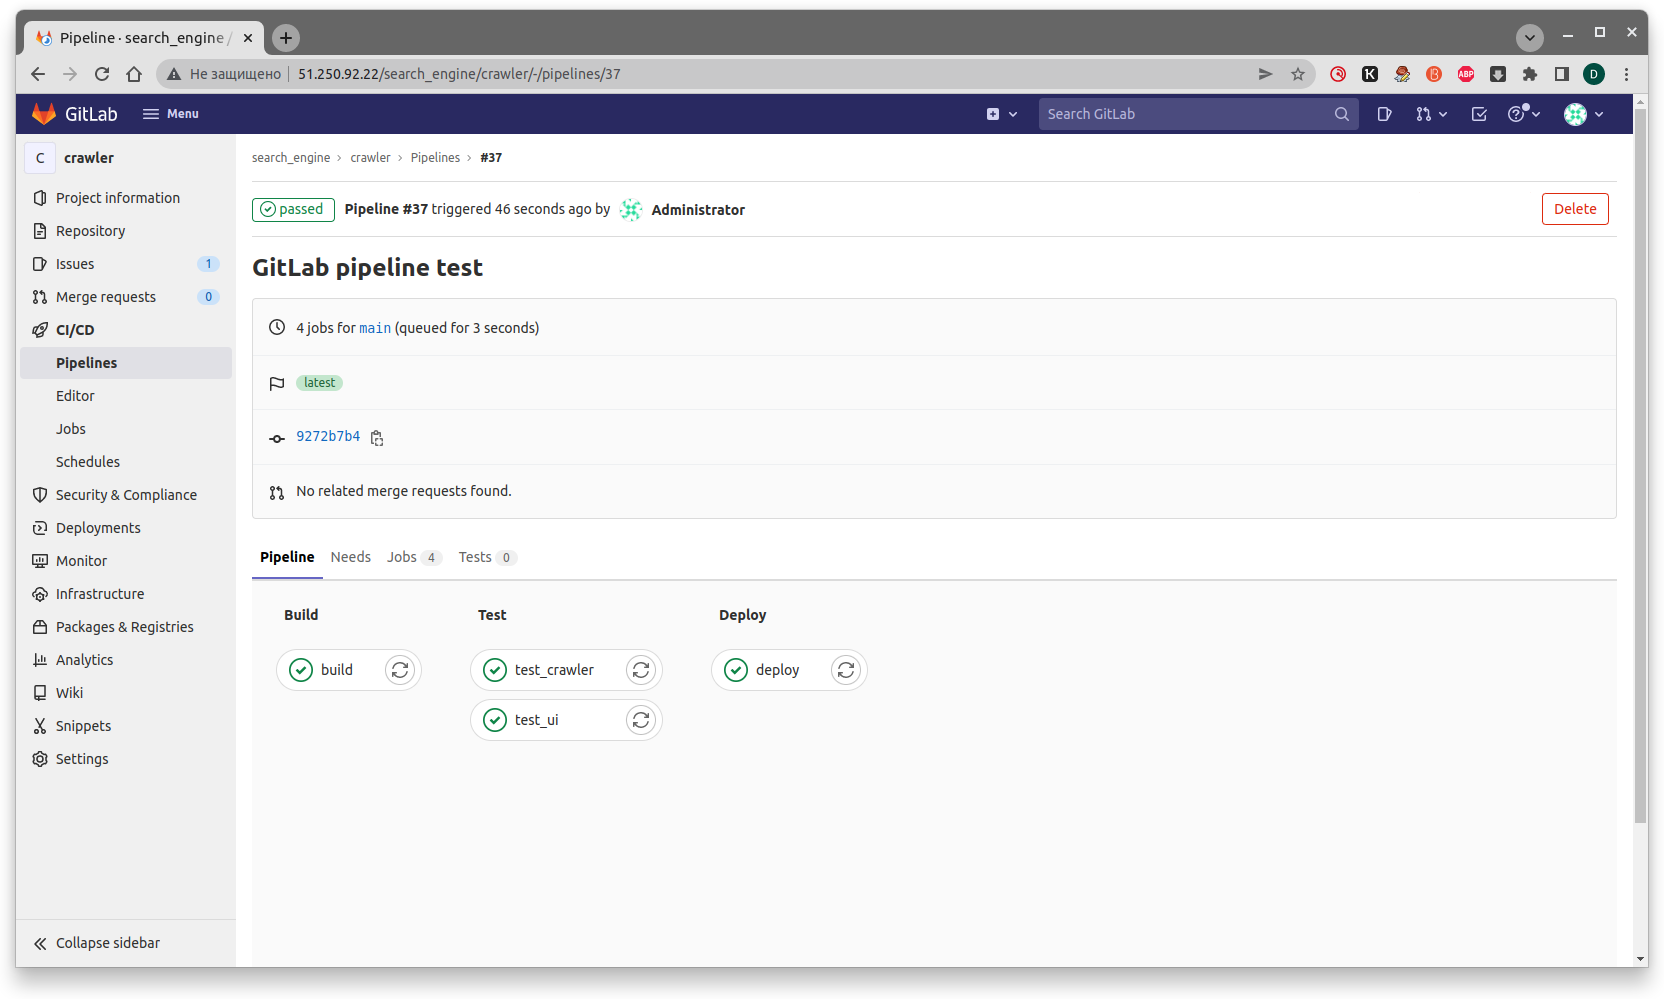 Pipeline · search_engine /
Не защищено
51.250.92.22/search_engine/crawler/-/pipelines/37
K
B
ABP
D
GitLab
Menu
Search GitLab
C
crawler
Project information
Repository
Issues
1
Merge requests
0
CI/CD
Pipelines
Editor
Jobs
Schedules
Security & Compliance
Deployments
Monitor
Infrastructure
Packages & Registries
Analytics
Wiki
Snippets
Settings
Collapse sidebar
search_engine › crawler › Pipelines › #37
passed
Pipeline #37 triggered 46 seconds ago by Administrator
Delete
GitLab pipeline test
4 jobs for main (queued for 3 seconds)
latest
9272b7b4
No related merge requests found.
Pipeline
Needs
Jobs 4
Tests 0
Build
Test
Deploy
build
test_crawler
deploy
test_ui